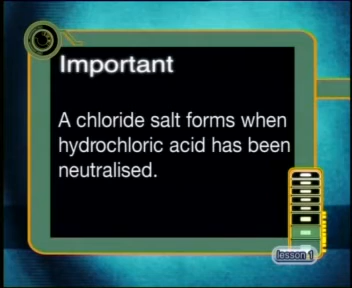 Important
A chloride salt forms when
hydrochloric acid has been
neutralised.
lesson 1